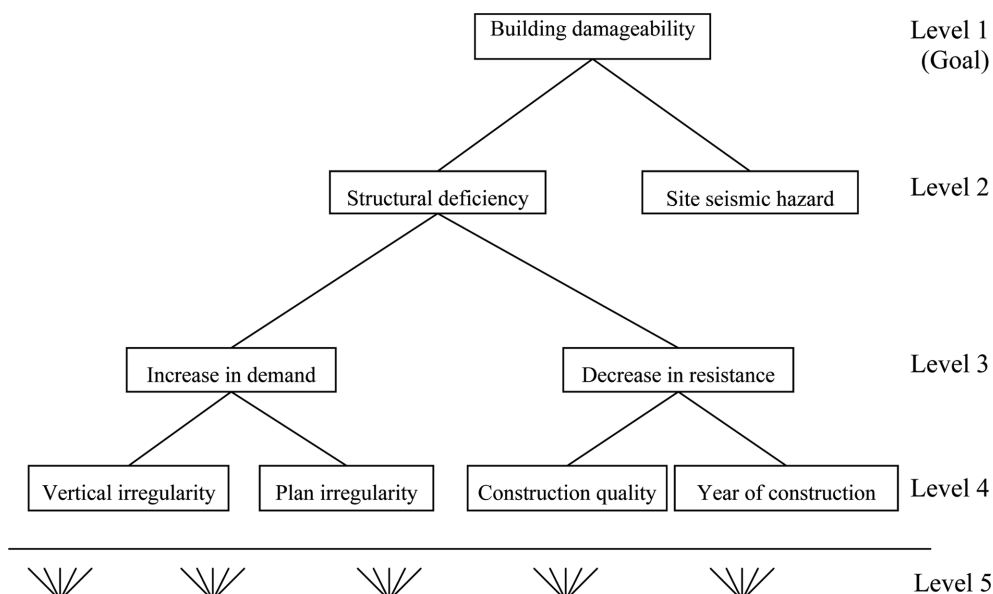 Building damageability
Level 1
(Goal)
Structural deficiency
Site seismic hazard
Level 2
Increase in demand
Decrease in resistance
Level 3
Vertical irregularity
Plan irregularity
Construction quality
Year of construction
Level 4
Level 5